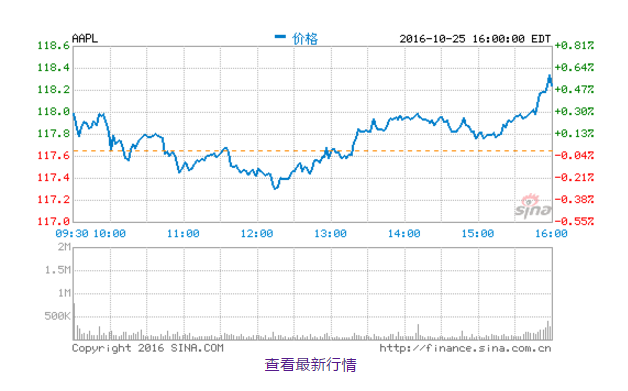 AAPL 价格 2016-10-25 16:00:00 EDT
118.6 +0.81%
118.4 +0.64%
118.2 +0.47%
118.0 +0.30%
117.8 +0.13%
117.6 -0.04%
117.4 -0.21%
117.2 -0.38%
sina
117.0 -0.55%
09:30 10:00 11:00 12:00 13:00 14:00 15:00 16:00
2M
1.5M
1M
500K
Copyright 2016 SINA.COM http://finance.sina.com.cn
查看最新行情